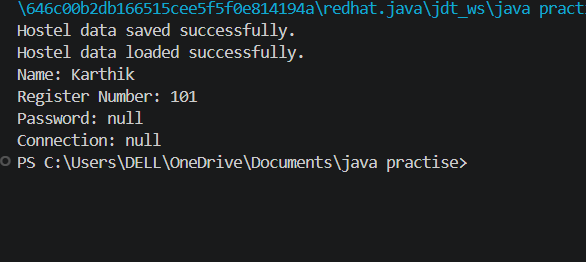 \646c00b2db166515cee5f5f0e814194a\redhat.java\jdt_ws\java pract
Hostel data saved successfully.
Hostel data loaded successfully.
Name: Karthik
Register Number: 101
Password: null
Connection: null
PS C:\Users\DELL\OneDrive\Documents\java practise>